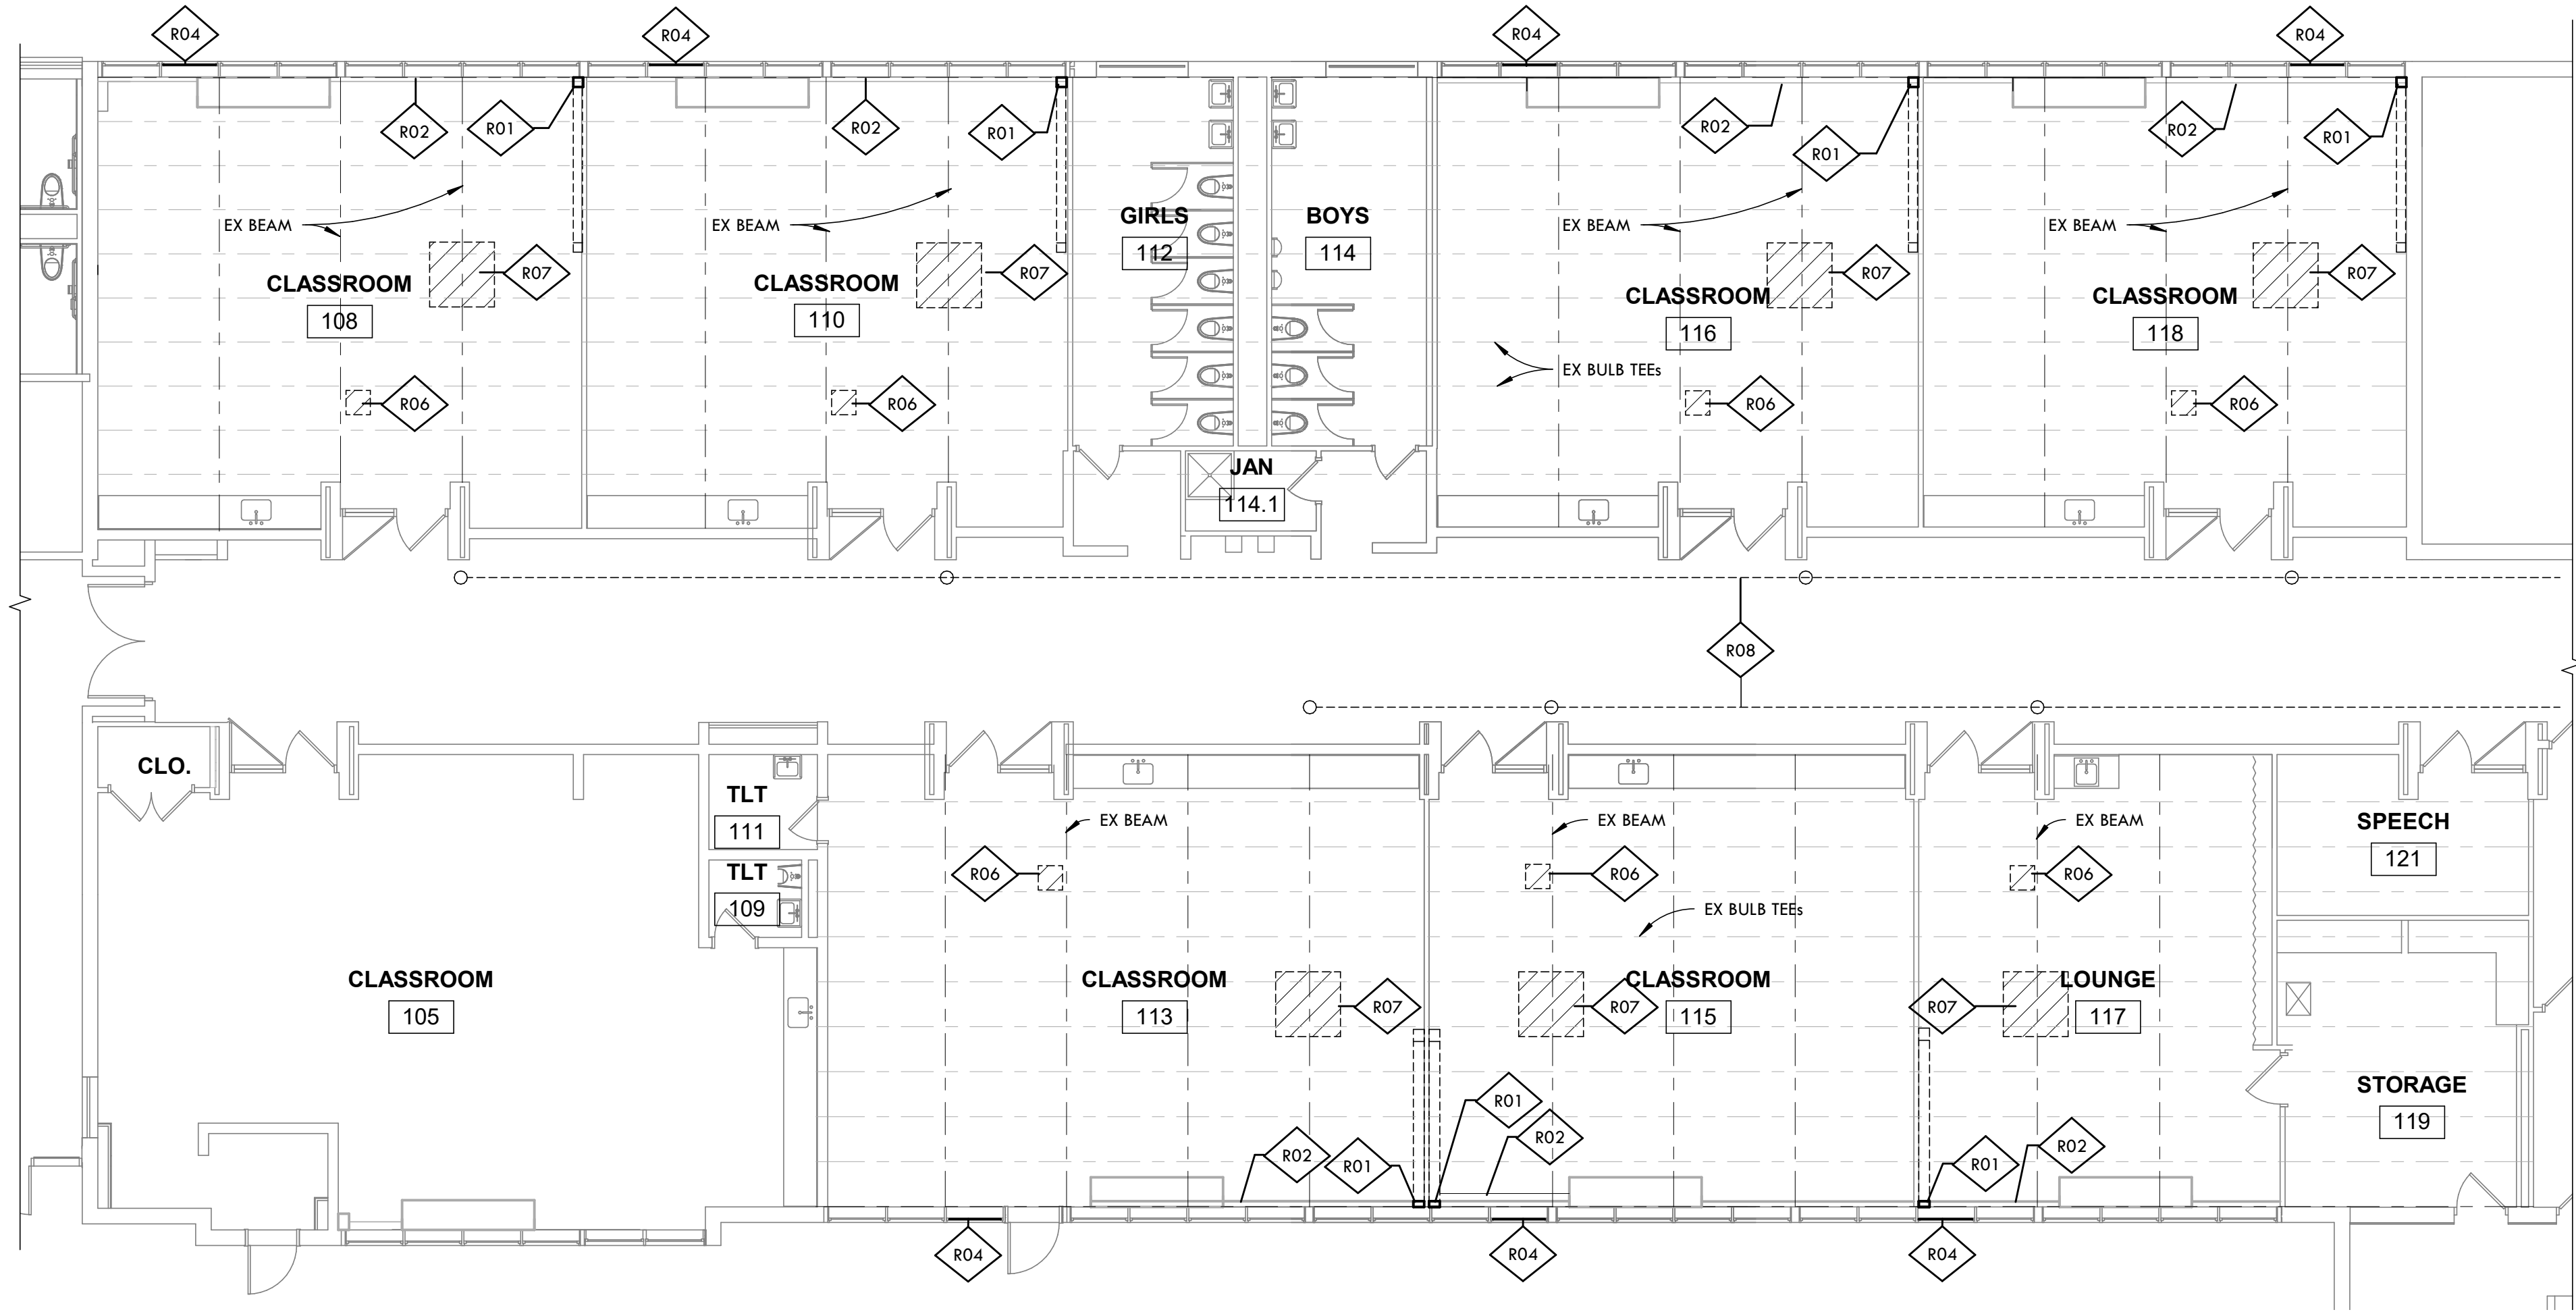 R04
R04
R04
R04
R02
R01
R02
R01
R02
R01
R02
R01
EX BEAM
EX BEAM
GIRLS
112
BOYS
114
EX BEAM
EX BEAM
CLASSROOM
108
R07
CLASSROOM
110
R07
CLASSROOM
116
R07
CLASSROOM
118
R07
EX BULB TEEs
R06
R06
R06
R06
JAN
114.1
R08
CLO.
TLT
111
EX BEAM
EX BEAM
EX BEAM
SPEECH
121
TLT
109
R06
R06
R06
EX BULB TEEs
CLASSROOM
105
CLASSROOM
113
R07
R07
CLASSROOM
115
R07
LOUNGE
117
STORAGE
119
R01
R02
R02
R01
R01
R02
R04
R04
R04